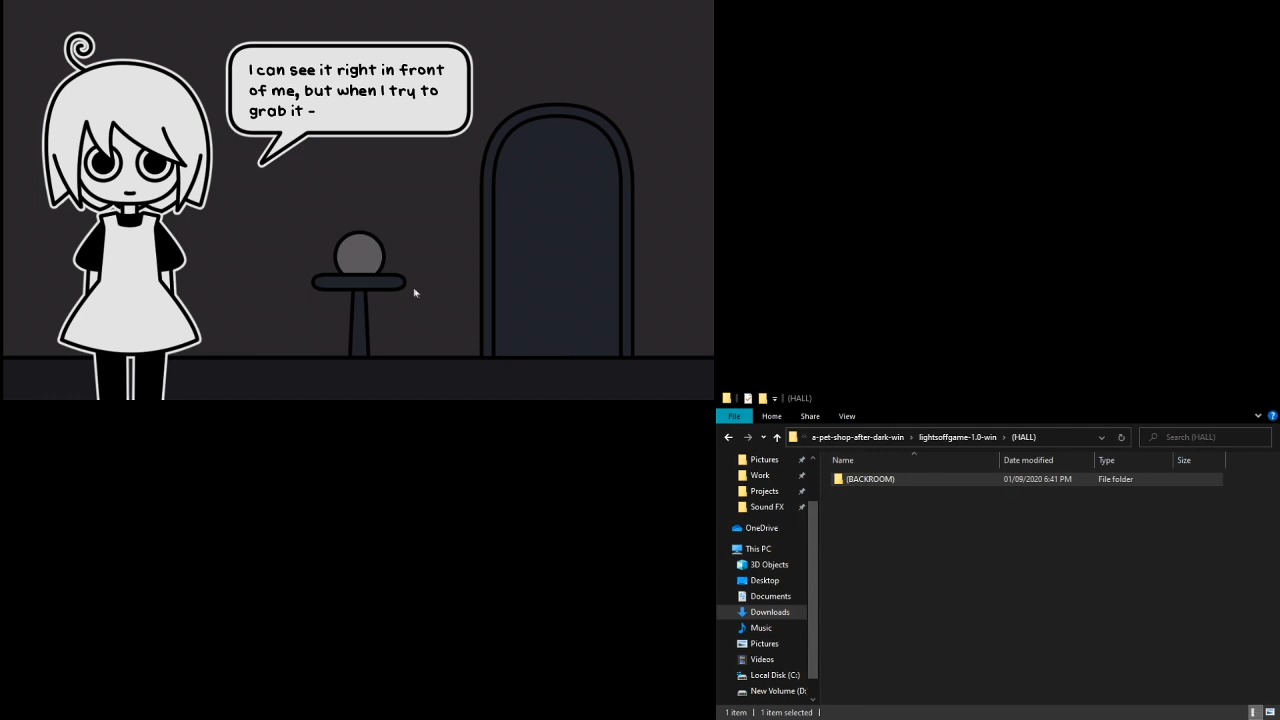 I can see it right in front
of me, but when I try to
grab it -
(HALL)
File Home Share View
a-pet-shop-after-dark-win › lightsoffgame-1.0-win › (HALL)
Search (HALL)
Name Date modified Type Size
(BACKROOM) 01/09/2020 6:41 PM File folder
Pictures
Work
Projects
Sound FX
OneDrive
This PC
3D Objects
Desktop
Documents
Downloads
Music
Pictures
Videos
Local Disk (C:)
New Volume (D:
1 item 1 item selected